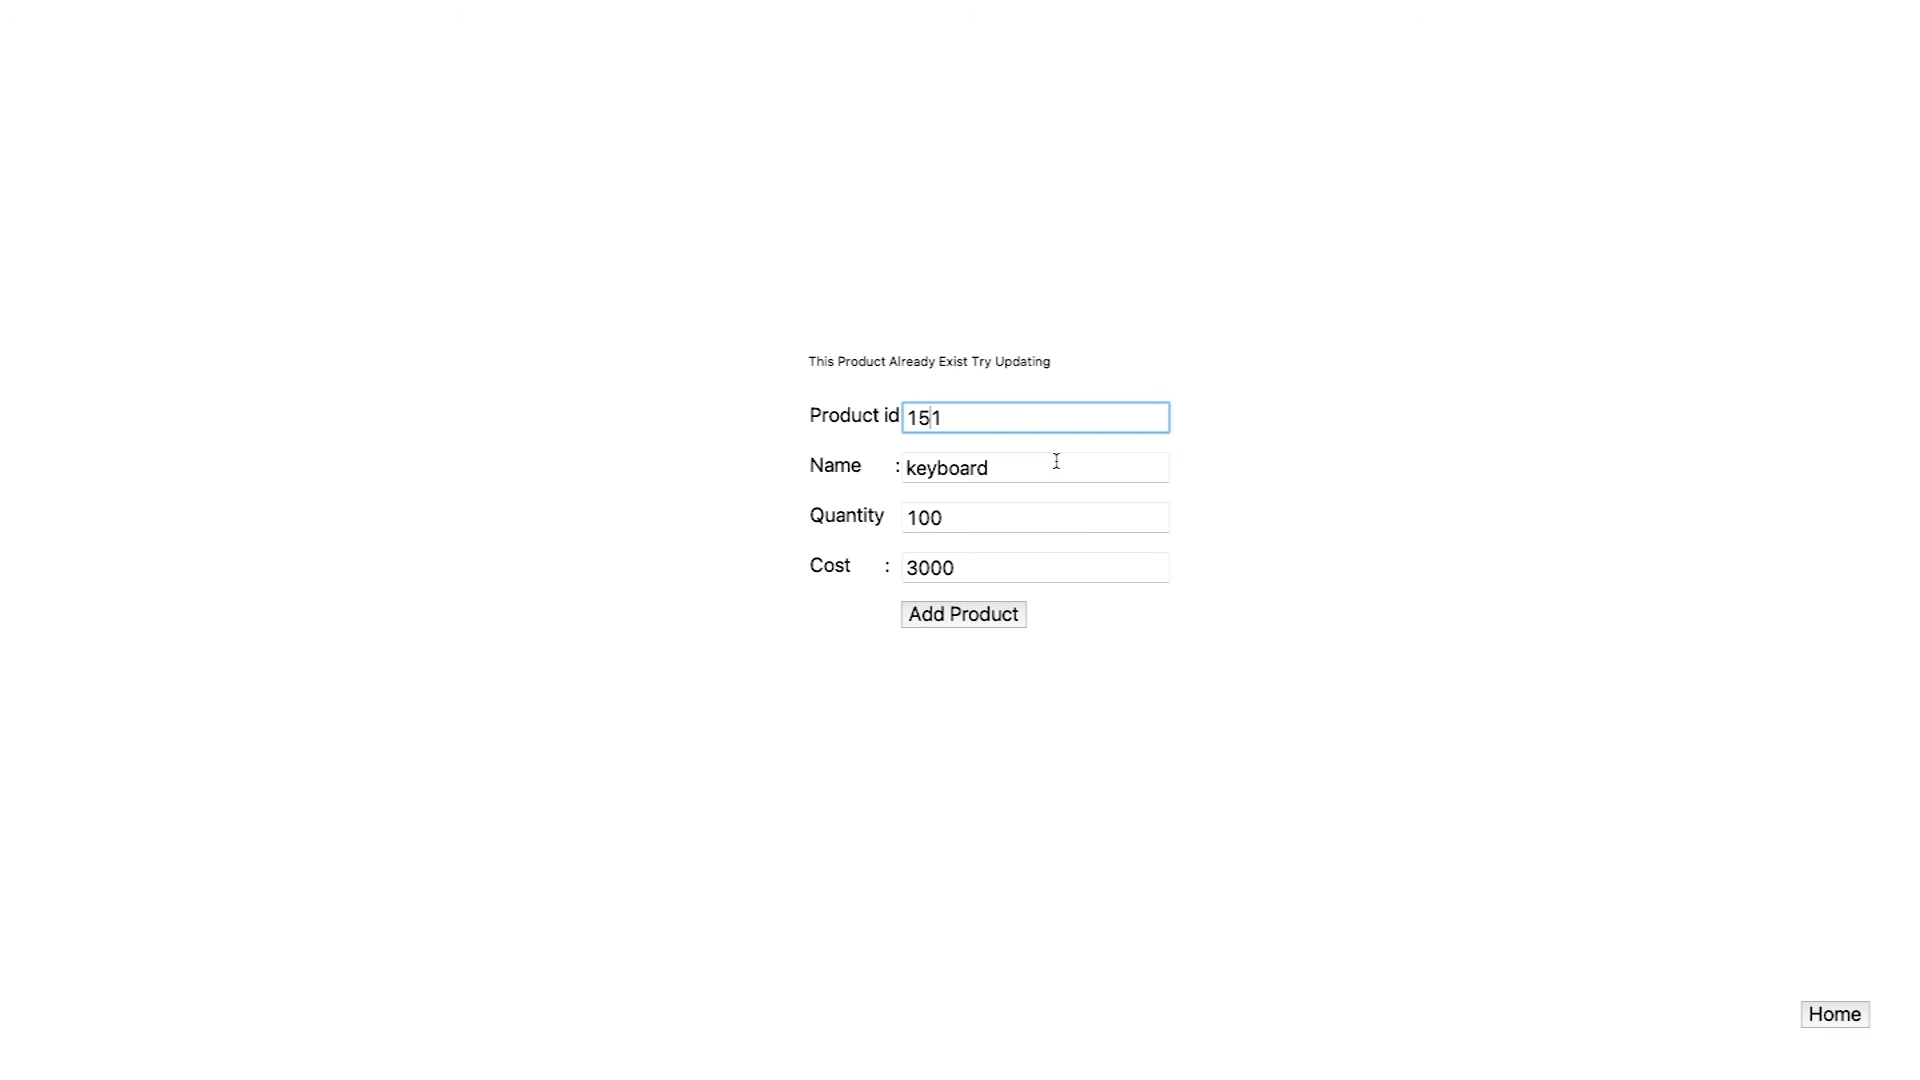 This Product Already Exist Try Updating
Product id 151
Name : keyboard
Quantity 100
Cost : 3000
Add Product
Home